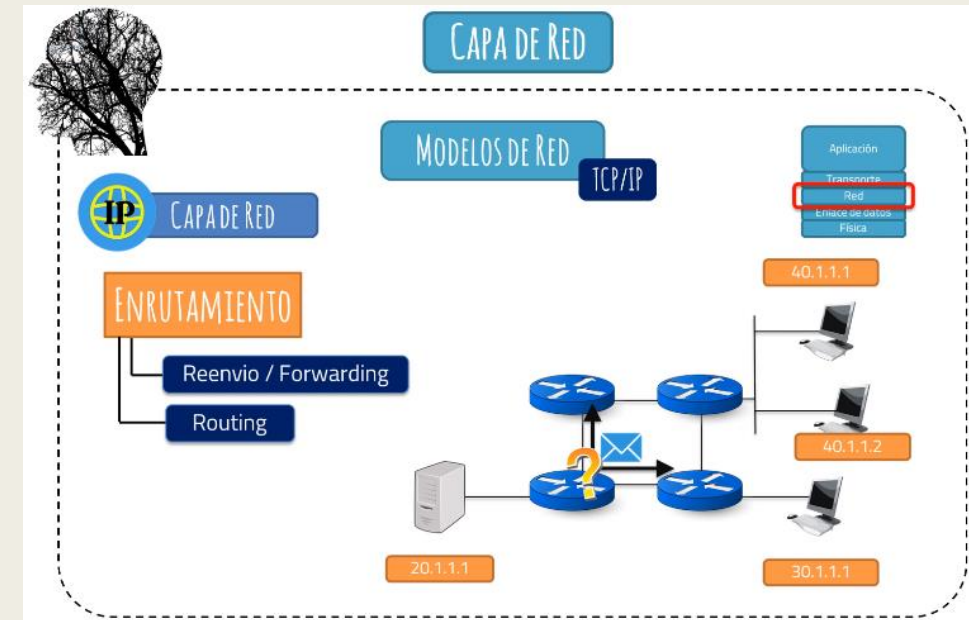 CAPA DE RED
MODELOS DE RED
TCP/IP
Aplicación
Transporte
Red
Enlace de datos
Física
IP
CAPA DE RED
ENRUTAMIENTO
Reenvio / Forwarding
Routing
40.1.1.1
40.1.1.2
?
20.1.1.1
30.1.1.1